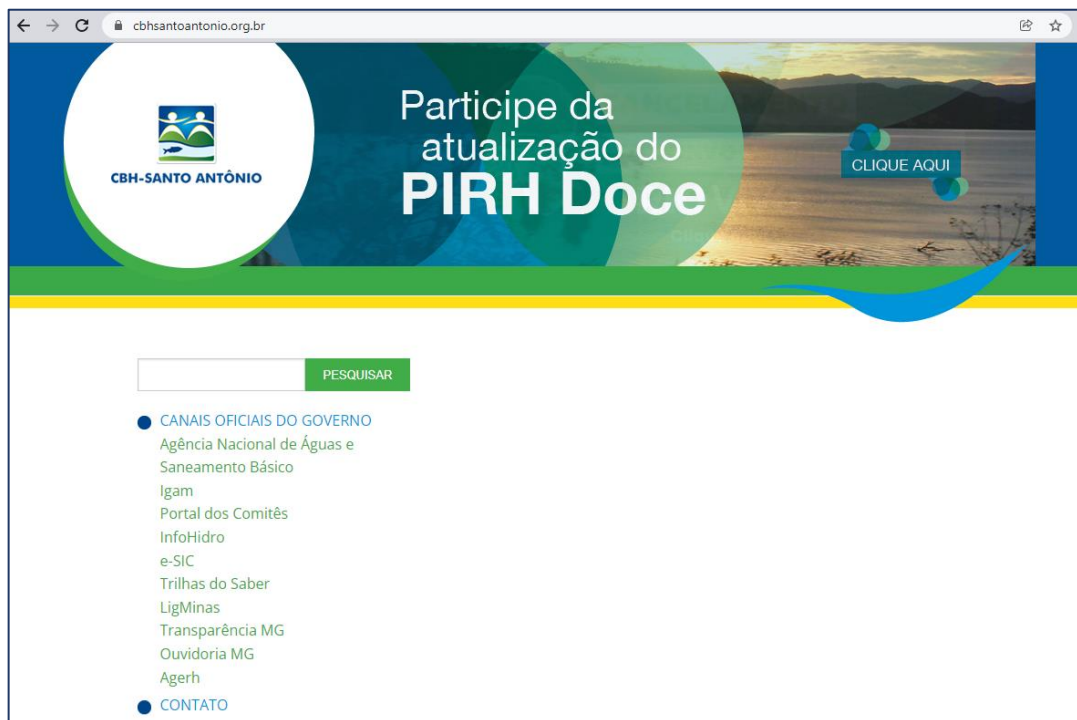 cbhsantoantonio.org.br
CBH-SANTO ANTÔNIO
Participe da
atualização do
PIRH Doce
CLIQUE AQUI
PESQUISAR
CANAIS OFICIAIS DO GOVERNO
Agência Nacional de Águas e
Saneamento Básico
Igam
Portal dos Comitês
InfoHidro
e-SIC
Trilhas do Saber
LigMinas
Transparência MG
Ouvidoria MG
Agerh
CONTATO